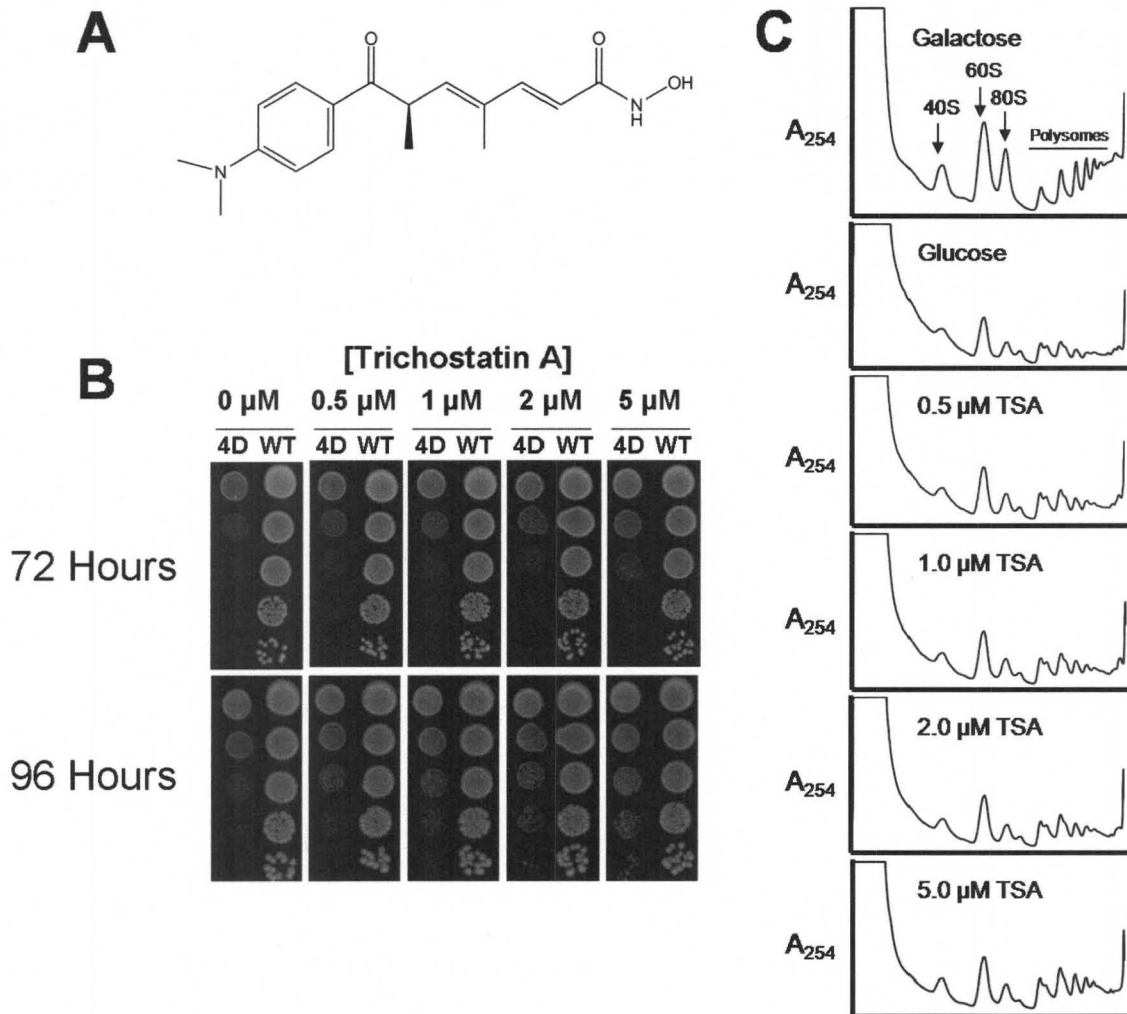 A
O
O
N
H
OH
N
B
[Trichostatin A]
0 µM 0.5 µM 1 µM 2 µM 5 µM
4D WT 4D WT 4D WT 4D WT 4D WT
72 Hours
96 Hours
C
Galactose
60S
40S
80S
Polysomes
A254
Glucose
A254
0.5 µM TSA
A254
1.0 µM TSA
A254
2.0 µM TSA
A254
5.0 µM TSA
A254